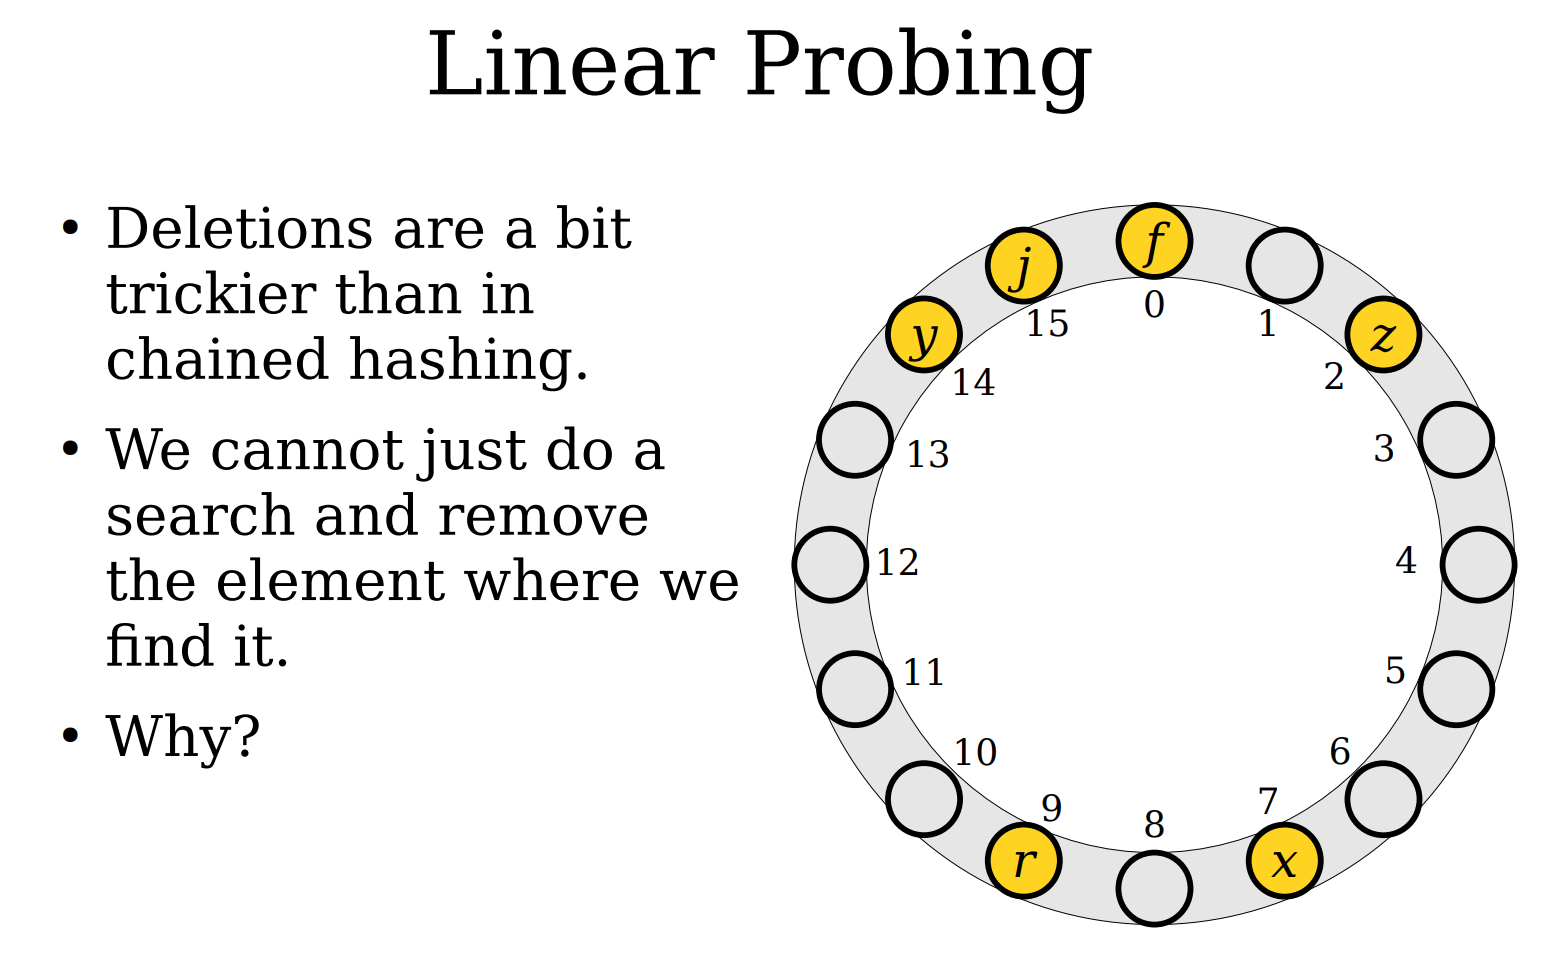 Linear Probing
• Deletions are a bit
trickier than in
chained hashing.
• We cannot just do a
search and remove
the element where we
find it.
• Why?
f
j
y
z
r
x
0
1
2
3
4
5
6
7
8
9
10
11
12
13
14
15